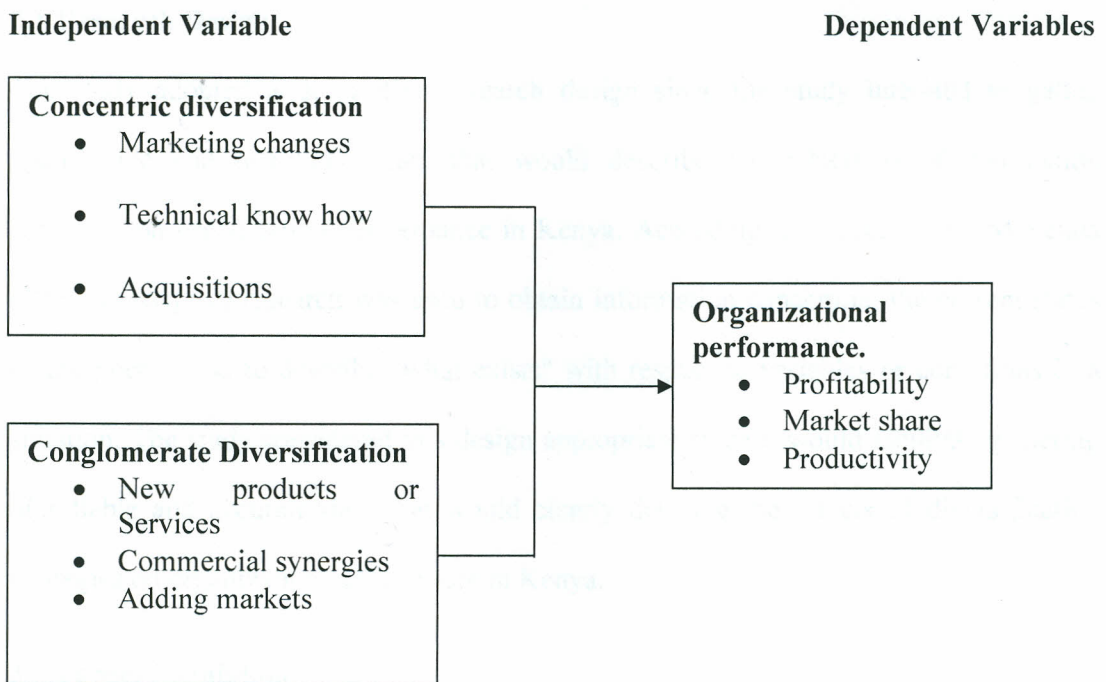 Independent Variable
Dependent Variables
Concentric diversification
• Marketing changes
• Technical know how
• Acquisitions
Conglomerate Diversification
• New products or
Services
• Commercial synergies
• Adding markets
Organizational
performance.
• Profitability
• Market share
• Productivity